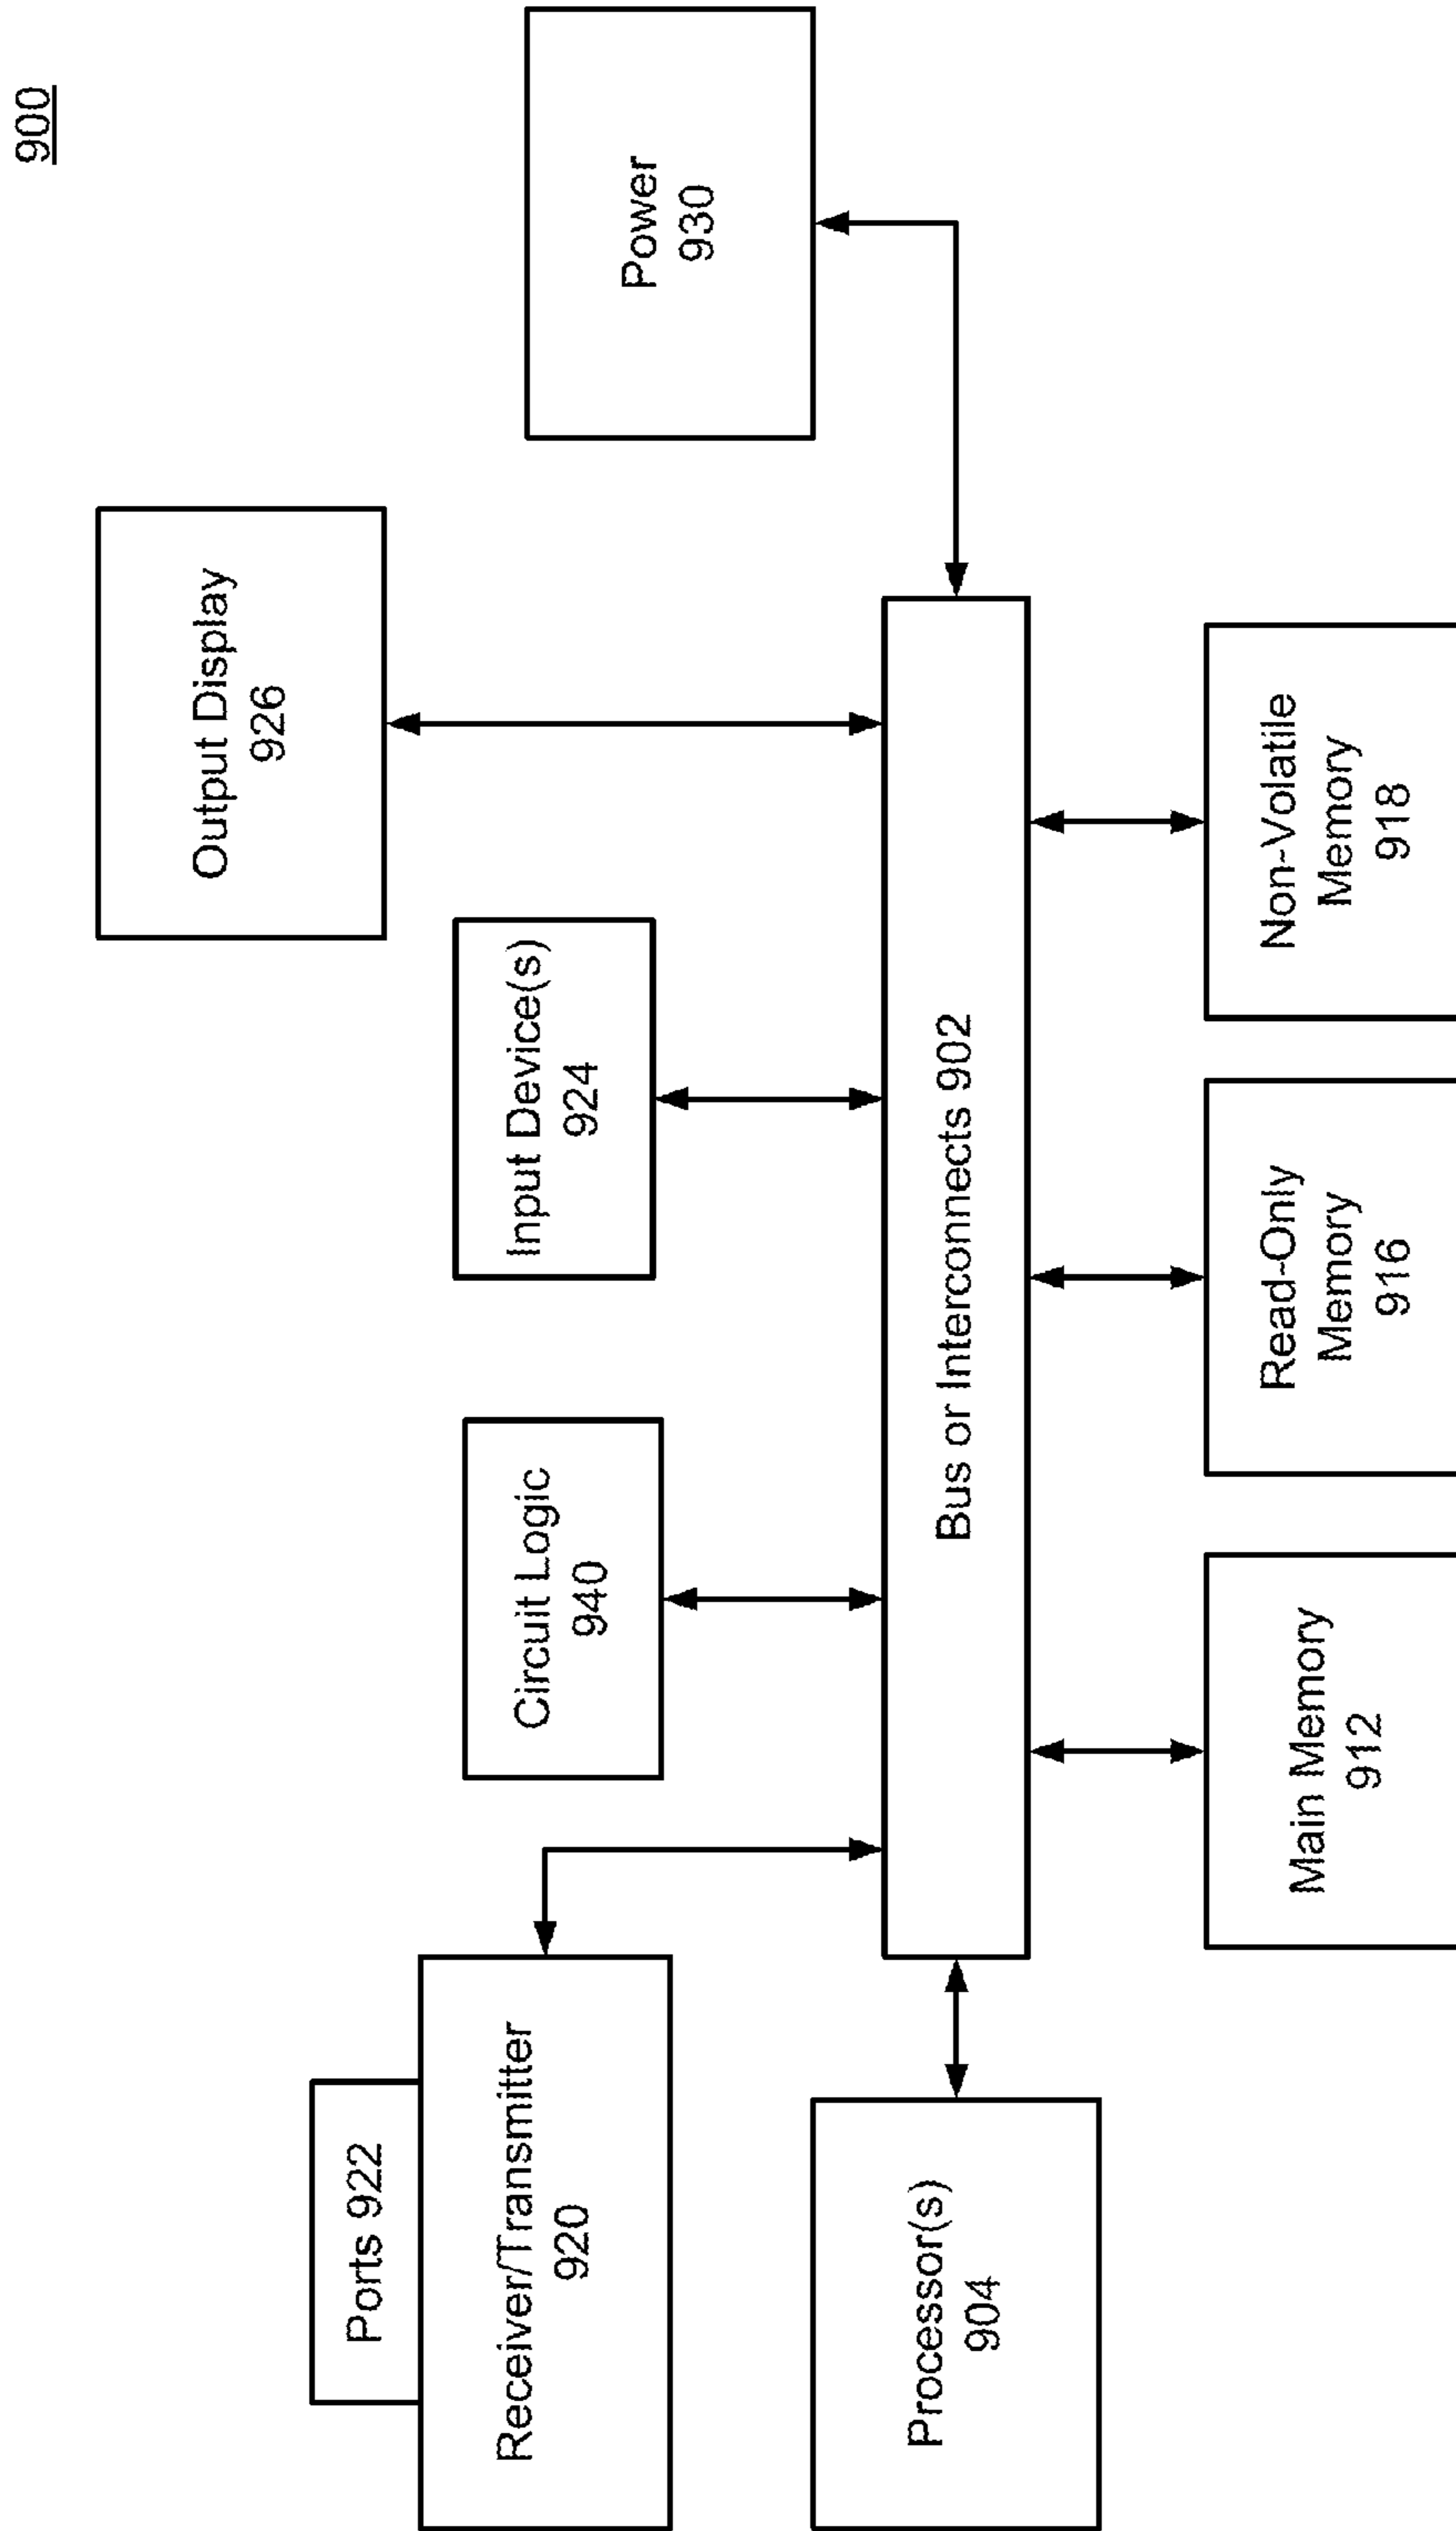 900
Ports 922
Receiver/Transmitter
920
Circuit Logic
940
Input Device(s)
924
Output Display
926
Power
930
Processor(s)
904
Bus or Interconnects 902
Main Memory
912
Read-Only
Memory
916
Non-Volatile
Memory
918